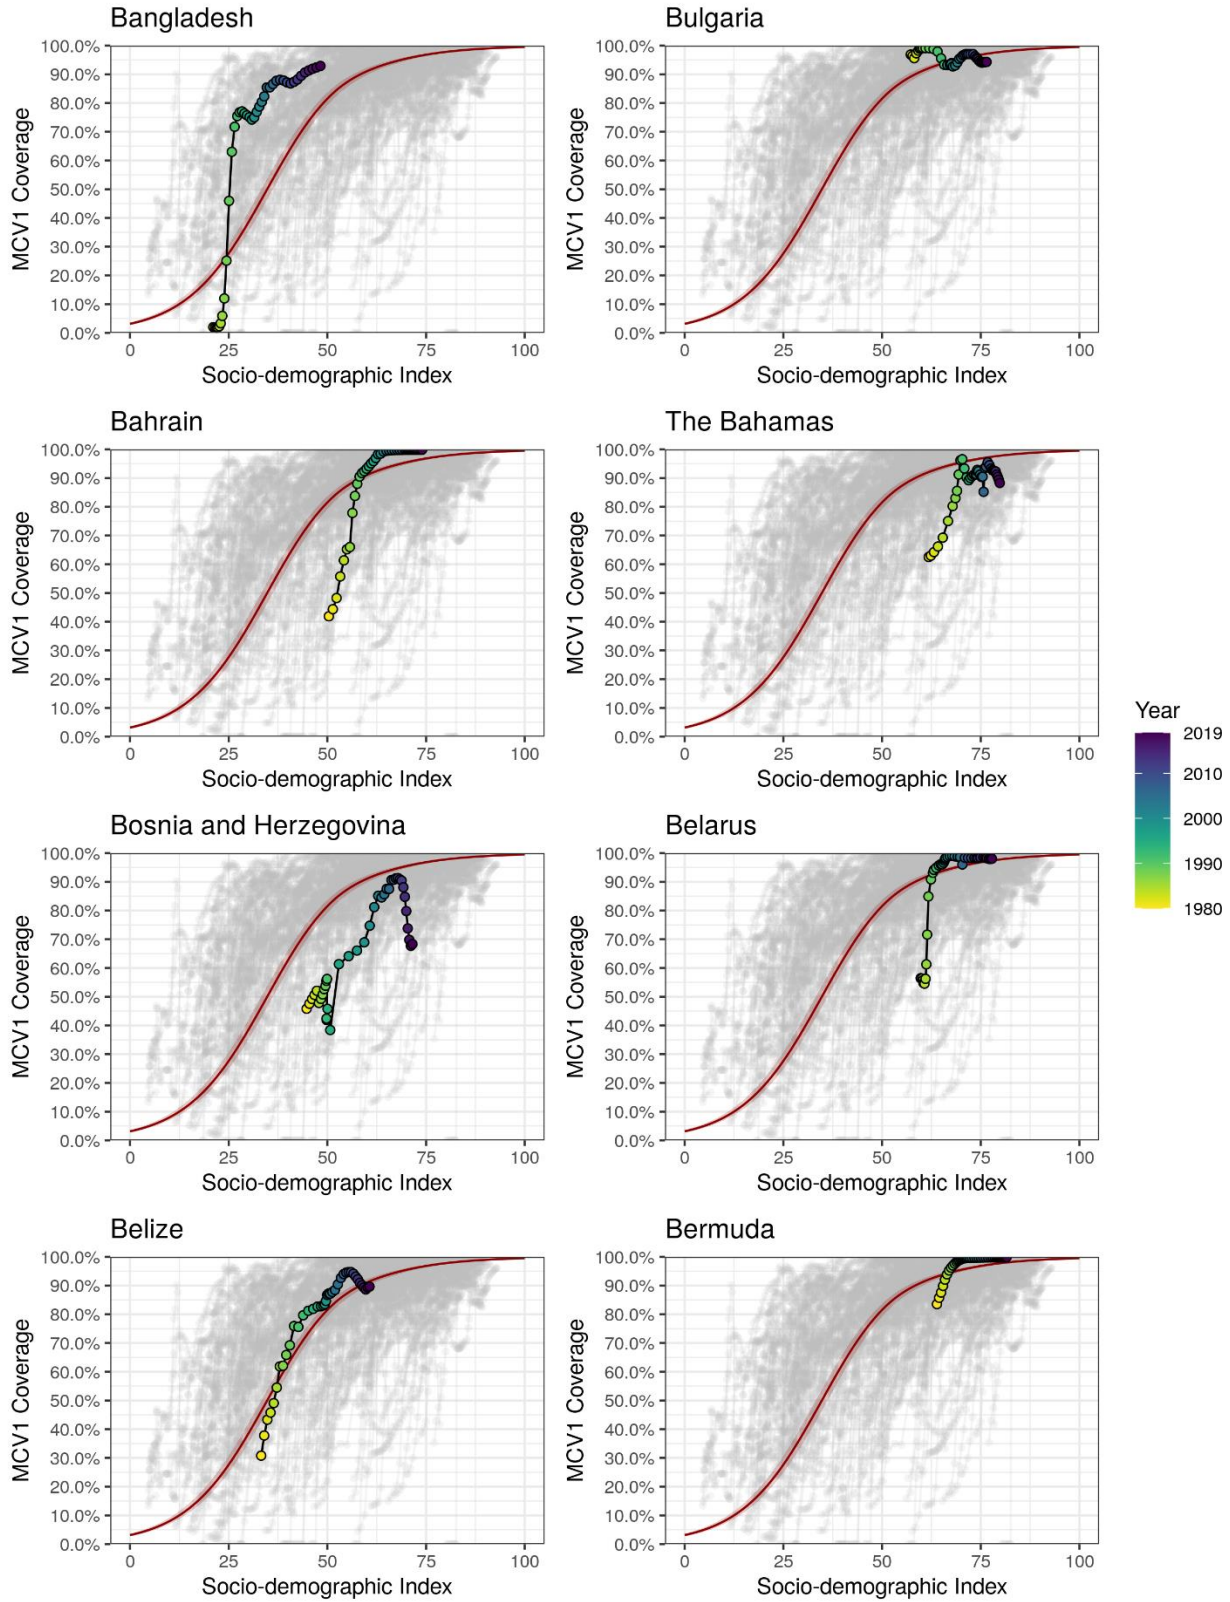 Bangladesh
MCV1 Coverage
100.0%
90.0%
80.0%
70.0%
60.0%
50.0%
40.0%
30.0%
20.0%
10.0%
0.0%
0 25 50 75 100
Socio-demographic Index
Bulgaria
MCV1 Coverage
100.0%
90.0%
80.0%
70.0%
60.0%
50.0%
40.0%
30.0%
20.0%
10.0%
0.0%
0 25 50 75 100
Socio-demographic Index
Bahrain
MCV1 Coverage
100.0%
90.0%
80.0%
70.0%
60.0%
50.0%
40.0%
30.0%
20.0%
10.0%
0.0%
0 25 50 75 100
Socio-demographic Index
The Bahamas
MCV1 Coverage
100.0%
90.0%
80.0%
70.0%
60.0%
50.0%
40.0%
30.0%
20.0%
10.0%
0.0%
0 25 50 75 100
Socio-demographic Index
Bosnia and Herzegovina
MCV1 Coverage
100.0%
90.0%
80.0%
70.0%
60.0%
50.0%
40.0%
30.0%
20.0%
10.0%
0.0%
0 25 50 75 100
Socio-demographic Index
Belarus
MCV1 Coverage
100.0%
90.0%
80.0%
70.0%
60.0%
50.0%
40.0%
30.0%
20.0%
10.0%
0.0%
0 25 50 75 100
Socio-demographic Index
Belize
MCV1 Coverage
100.0%
90.0%
80.0%
70.0%
60.0%
50.0%
40.0%
30.0%
20.0%
10.0%
0.0%
0 25 50 75 100
Socio-demographic Index
Bermuda
MCV1 Coverage
100.0%
90.0%
80.0%
70.0%
60.0%
50.0%
40.0%
30.0%
20.0%
10.0%
0.0%
0 25 50 75 100
Socio-demographic Index
Year
2019
2010
2000
1990
1980